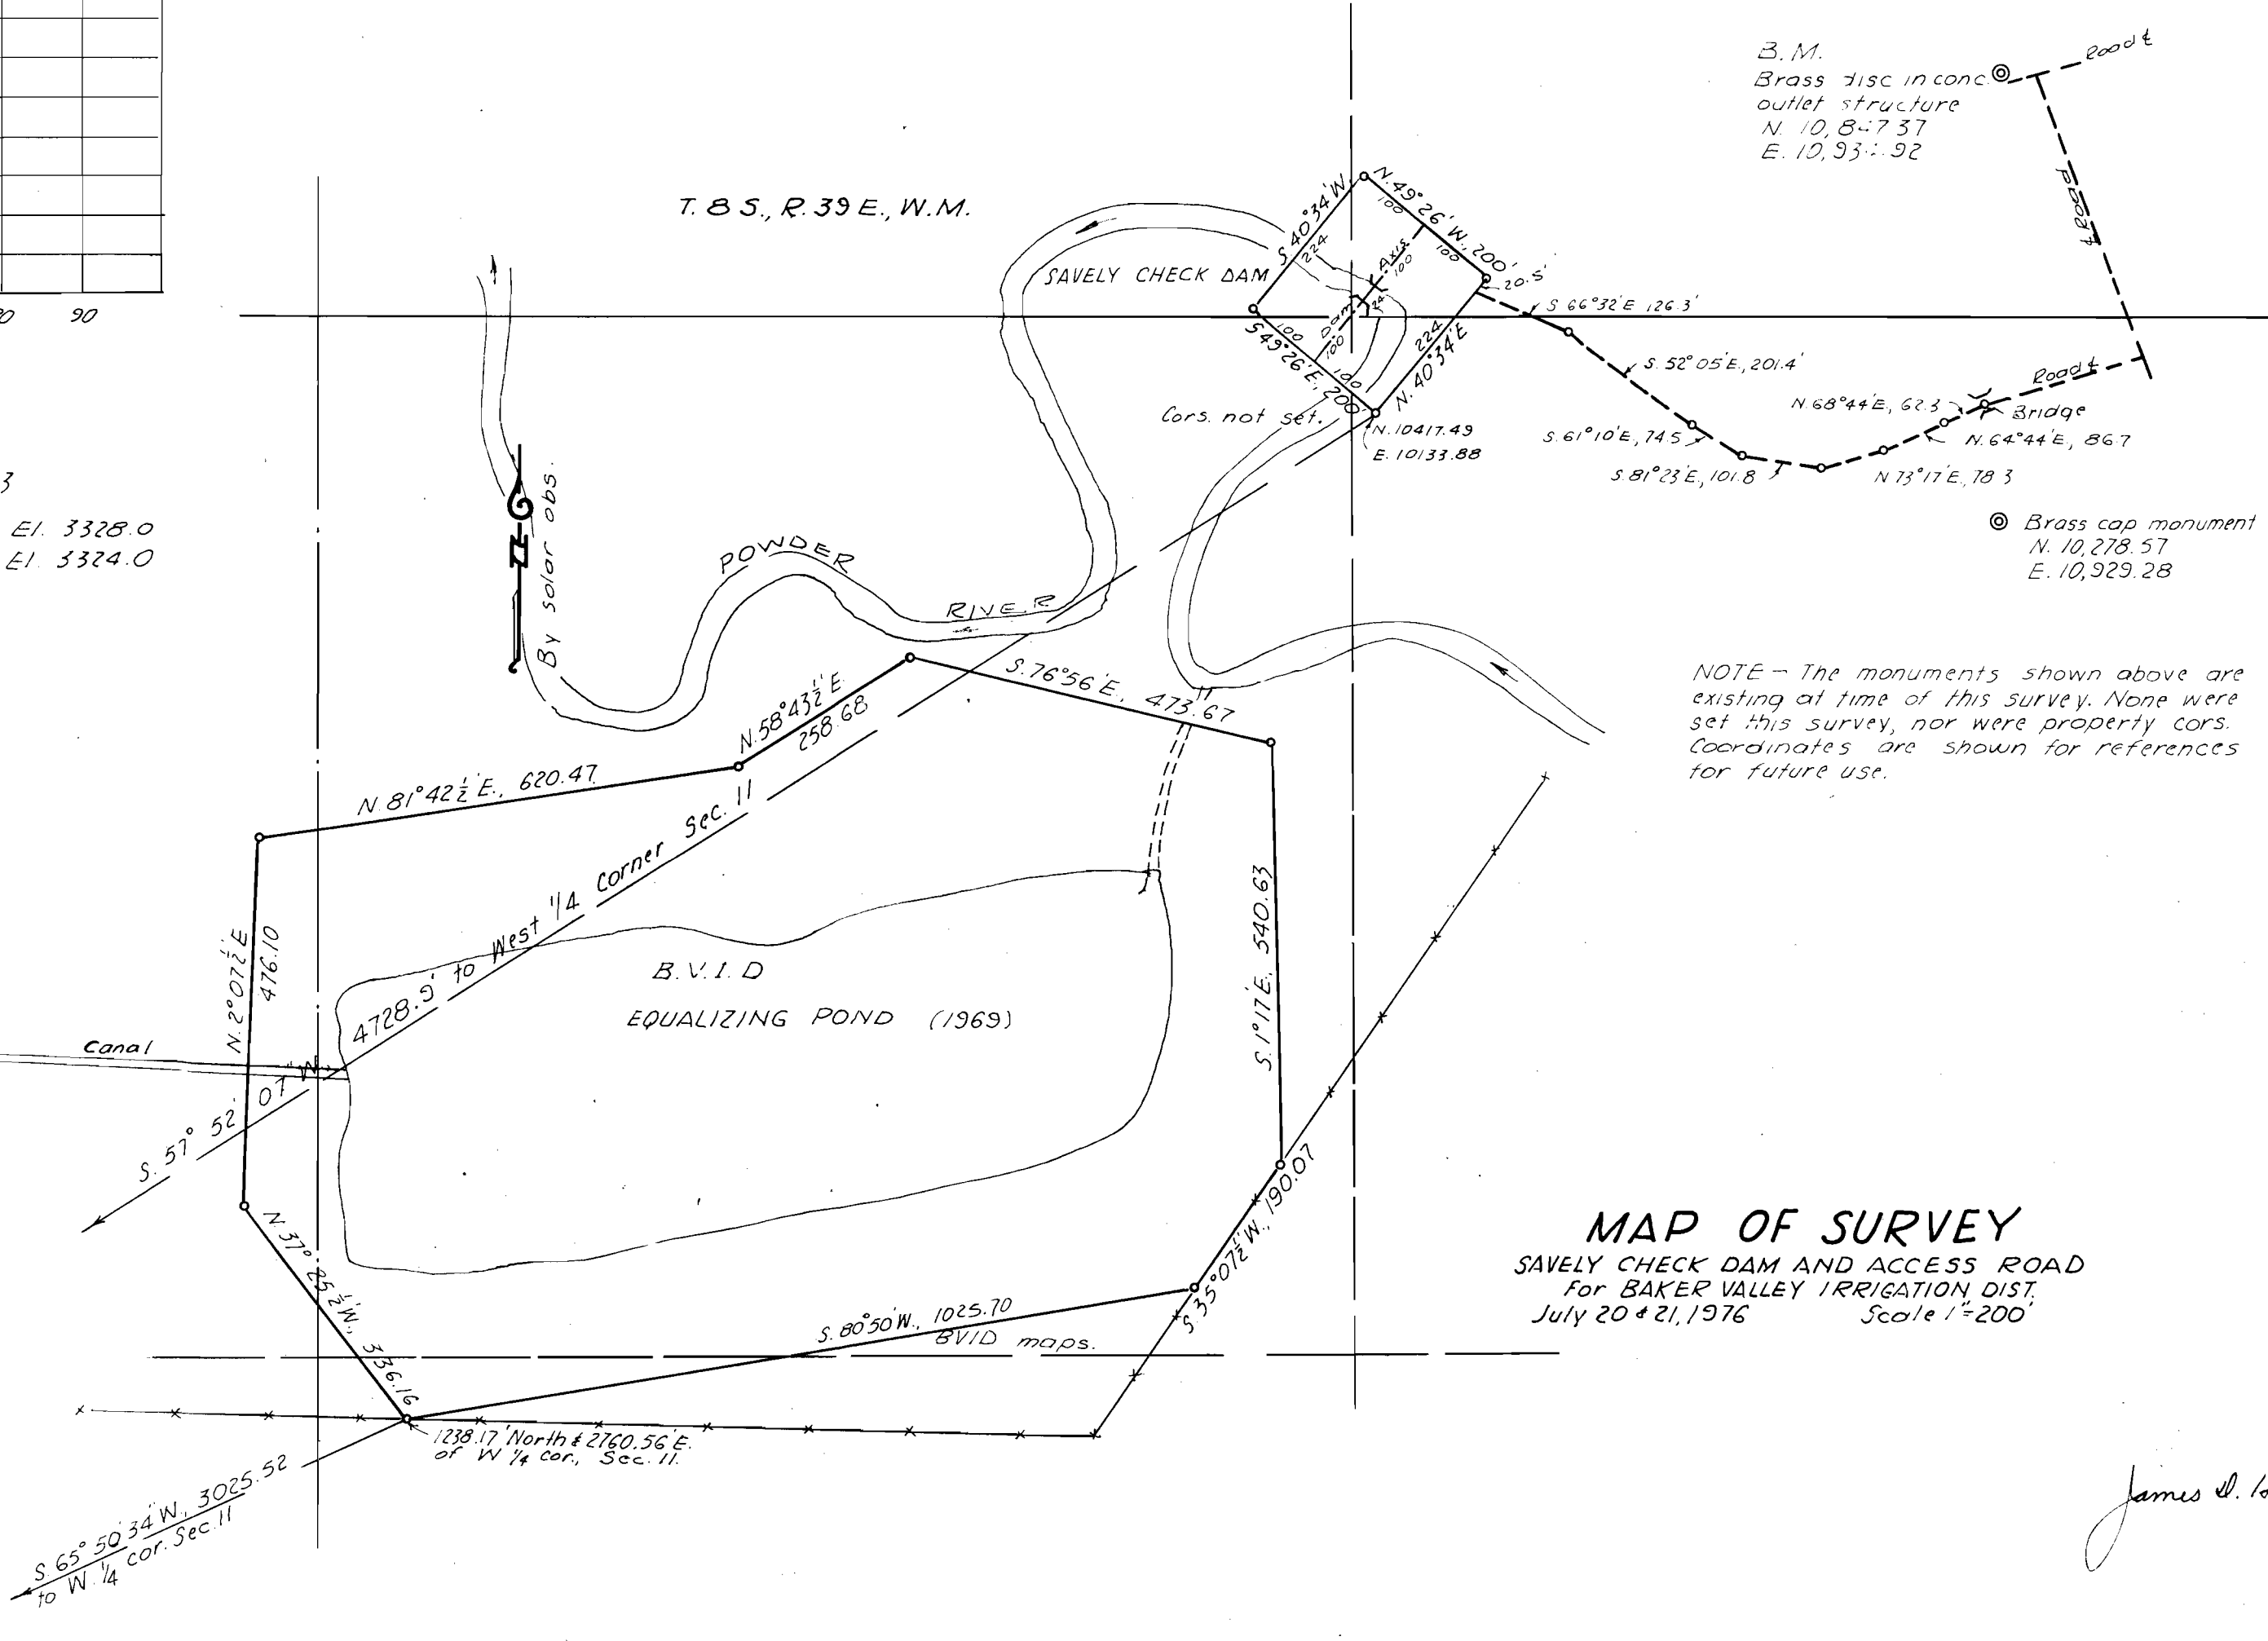 90
3
El. 3328.0
El. 3324.0
T. 8 S., R. 39 E., W.M.
B.M.
Brass disc in conc.
outlet structure
E. 10,93
.92
Road ℄
Road ℄
Road ℄
SAVELY CHECK DAM
S. 40°34' W.
224
N. 49°26' W., 200'
100
100
Dam Axis
100
100
24
S 49°26' E, 200'
100
100
224
N. 40°34' E
20.5'
S 66°32' E 126.3'
S. 52°05' E., 201.4'
S. 61°10' E, 74.5
S. 81°23' E, 101.8
N 73°17' E, 78.3
N. 64°44' E, 86.7
N. 68°44' E, 62.3
Bridge
Cors. not set.
N. 10417.49
E. 10133.88
Brass cap monument
N. 10,278.57
E. 10,929.28
By solar obs.
POWDER
RIVER
NOTE - The monuments shown above are
existing at time of this survey. None were
set this survey, nor were property cors.
Coordinates are shown for references
for future use.
N. 81°42½' E., 620.47
N. 58°43½' E.
258.68
S. 76°56' E., 473.67
S. 1°17' E., 540.63
S. 35°07½' W., 190.07
S. 80°50' W., 1025.70
BVID maps.
N. 37°25½' W., 336.16
N. 2°07½' E
476.10
S. 57° 52' 07" W. 4728.9' to West 1/4 Corner Sec. 11
Canal
B.V.I.D
EQUALIZING POND (1969)
1238.17' North & 2760.56' E.
of W 1/4 cor., Sec. 11.
S. 65° 50' 34" W., 3025.52
to W. 1/4 cor. Sec. 11
MAP OF SURVEY
SAVELY CHECK DAM AND ACCESS ROAD
For BAKER VALLEY IRRIGATION DIST.
July 20 & 21, 1976 Scale 1"=200'
James D.